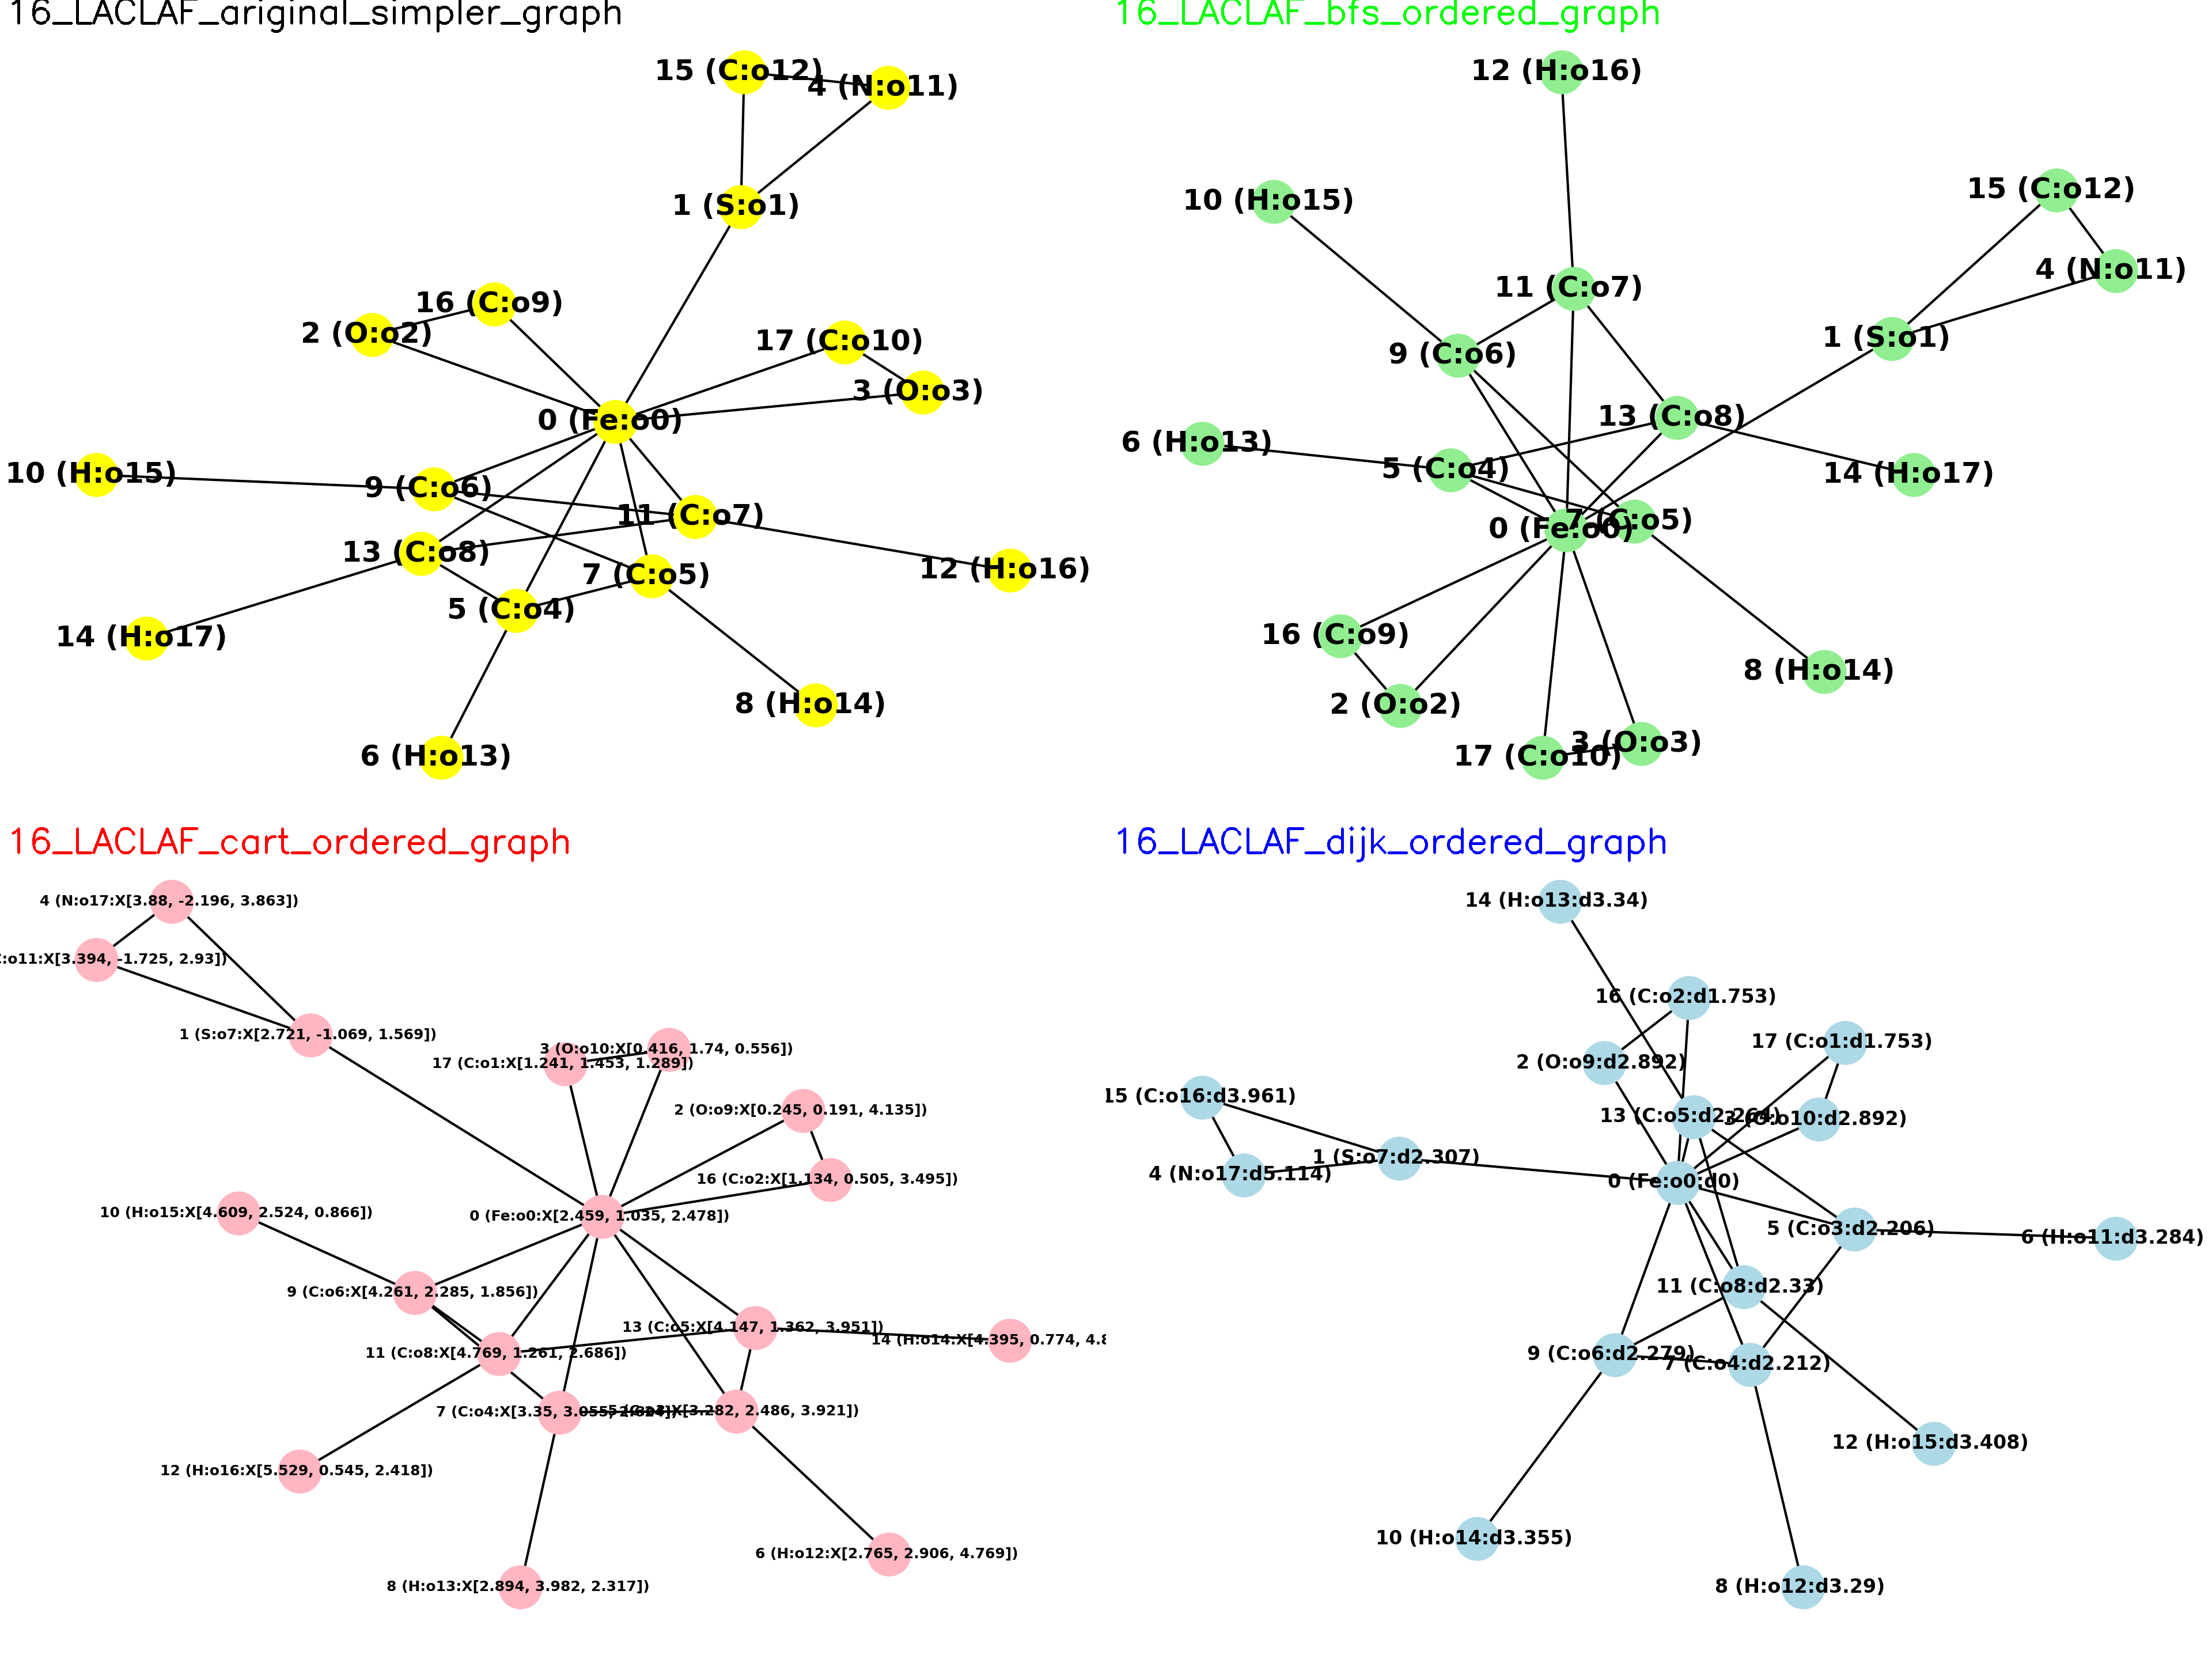 16_LACLAF_ariginal_simpler_graph
15 (C:o12)
4 (N:o11)
1 (S:o1)
16 (C:o9)
2 (O:o2)
17 (C:o10)
3 (O:o3)
0 (Fe:o0)
10 (H:o15)
9 (C:o6)
11 (C:o7)
13 (C:o8)
12 (H:o16)
7 (C:o5)
5 (C:o4)
14 (H:o17)
8 (H:o14)
6 (H:o13)
16_LACLAF_bfs_ordered_graph
12 (H:o16)
15 (C:o12)
10 (H:o15)
4 (N:o11)
11 (C:o7)
1 (S:o1)
9 (C:o6)
13 (C:o8)
6 (H:o13)
5 (C:o4)
14 (H:o17)
7 (C:o5)
0 (Fe:o0)
16 (C:o9)
8 (H:o14)
2 (O:o2)
3 (O:o3)
17 (C:o10)
16_LACLAF_cart_ordered_graph
4 (N:o17:X[3.88, -2.196, 3.863])
C:o11:X[3.394, -1.725, 2.93])
1 (S:o7:X[2.721, -1.069, 1.569])
3 (O:o10:X[0.416, 1.74, 0.556])
17 (C:o1:X[1.241, 1.453, 1.289])
2 (O:o9:X[0.245, 0.191, 4.135])
16 (C:o2:X[1.134, 0.505, 3.495])
10 (H:o15:X[4.609, 2.524, 0.866])
0 (Fe:o0:X[2.459, 1.035, 2.478])
9 (C:o6:X[4.261, 2.285, 1.856])
13 (C:o5:X[4.147, 1.362, 3.951])
14 (H:o14:X[4.395, 0.774, 4.8
11 (C:o8:X[4.769, 1.261, 2.686])
7 (C:o4:X[3.35, 3.055,
5 (C:o3:X[3.282, 2.486, 3.921])
12 (H:o16:X[5.529, 0.545, 2.418])
6 (H:o12:X[2.765, 2.906, 4.769])
8 (H:o13:X[2.894, 3.982, 2.317])
16_LACLAF_dijk_ordered_graph
14 (H:o13:d3.34)
16 (C:o2:d1.753)
17 (C:o1:d1.753)
2 (O:o9:d2.892)
15 (C:o16:d3.961)
13 (C:o5:d2.264)
3 (O:o10:d2.892)
1 (S:o7:d2.307)
4 (N:o17:d5.114)
0 (Fe:o0:d0)
5 (C:o3:d2.206)
6 (H:o11:d3.284)
11 (C:o8:d2.33)
9 (C:o6:d2.279)
7 (C:o4:d2.212)
12 (H:o15:d3.408)
10 (H:o14:d3.355)
8 (H:o12:d3.29)